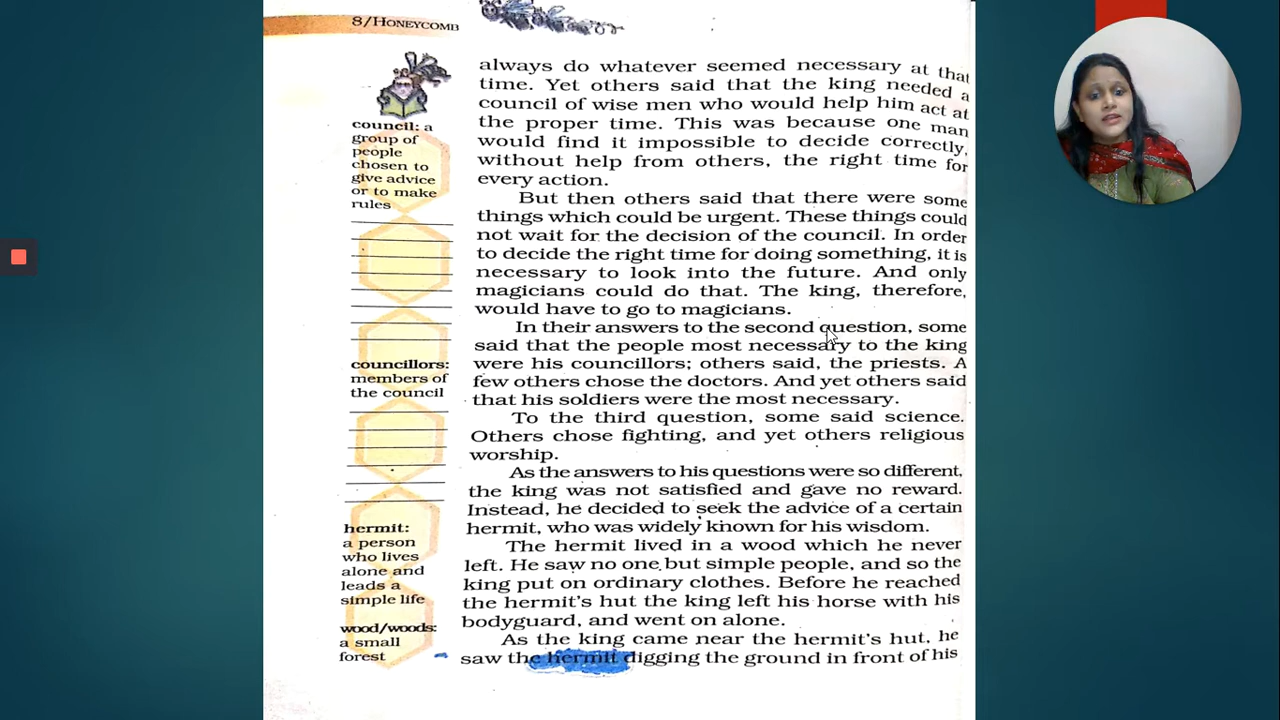 8/HONEYCOMB
always do whatever seemed necessary at that
time. Yet others said that the king needed a
council of wise men who would help him act at
the proper time. This was because one man
would find it impossible to decide correctly,
without help from others, the right time for
every action.
But then others said that there were some
things which could be urgent. These things could
not wait for the decision of the council. In order
to decide the right time for doing something, it is
necessary to look into the future. And only
magicians could do that. The king, therefore,
would have to go to magicians.
In their answers to the second question, some
said that the people most necessary to the king
were his councillors; others said, the priests. A
few others chose the doctors. And yet others said
that his soldiers were the most necessary.
To the third question, some said science.
Others chose fighting, and yet others religious
worship.
As the answers to his questions were so different,
the king was not satisfied and gave no reward.
Instead, he decided to seek the advice of a certain
hermit, who was widely known for his wisdom.
The hermit lived in a wood which he never
left. He saw no one but simple people, and so the
king put on ordinary clothes. Before he reached
the hermit's hut the king left his horse with his
bodyguard, and went on alone.
As the king came near the hermit's hut, he
saw the hermit digging the ground in front of his
council: a
group of
people
chosen to
give advice
or to make
rules
councillors:
members of
the council
hermit:
a person
who lives
alone and
leads a
simple life
wood/woods:
a small
forest